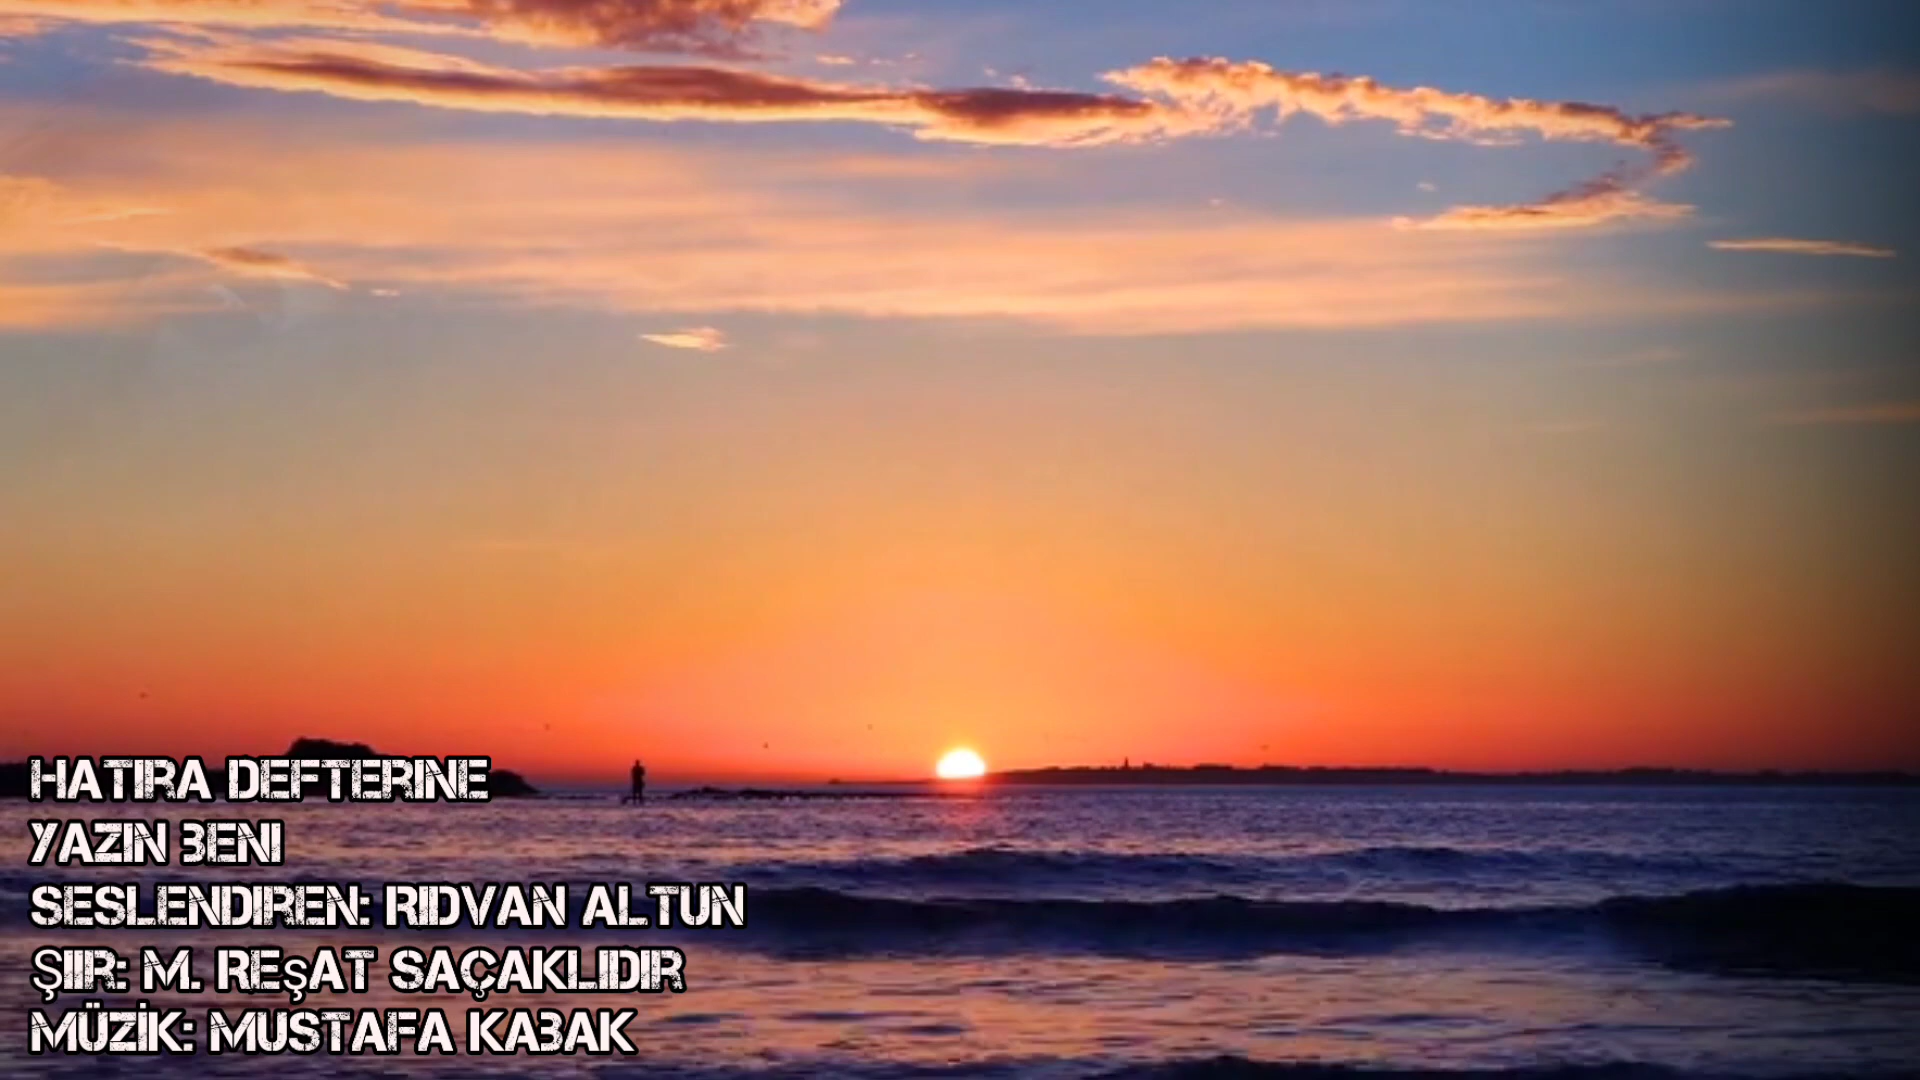 HATIRA DEFTERINE
YAZIN BENI
SESLENDIREN: RIDVAN ALTUN
ŞIIR: M. REşAT SAÇAKLIDIR
MÜZİK: MUSTAFA KABAK